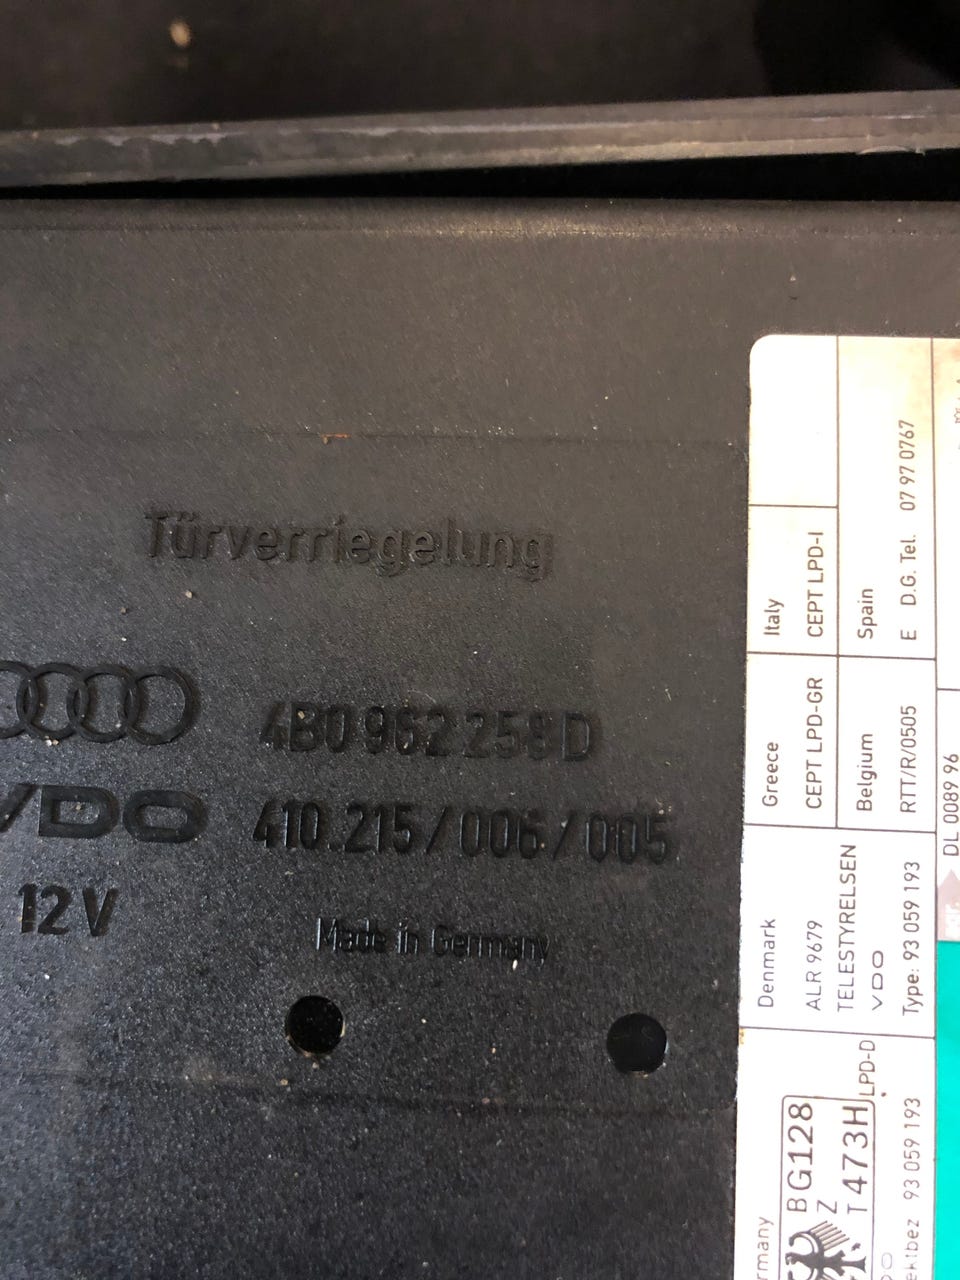 Türverriegelung
4B0 962 258 D
VDO 410.215/006/005
12V
Made in Germany
Italy
CEPT LPD-I
Spain
E D.G. Tel. 07 97 0767
Greece
CEPT LPD-GR
Belgium
RTT/R/0505
DL 0089 96
Denmark
ALR 9679
TELESTYRELSEN
VDO
Type: 93 059 193
BG128
Z
T473H
LPD-D
93 059 193